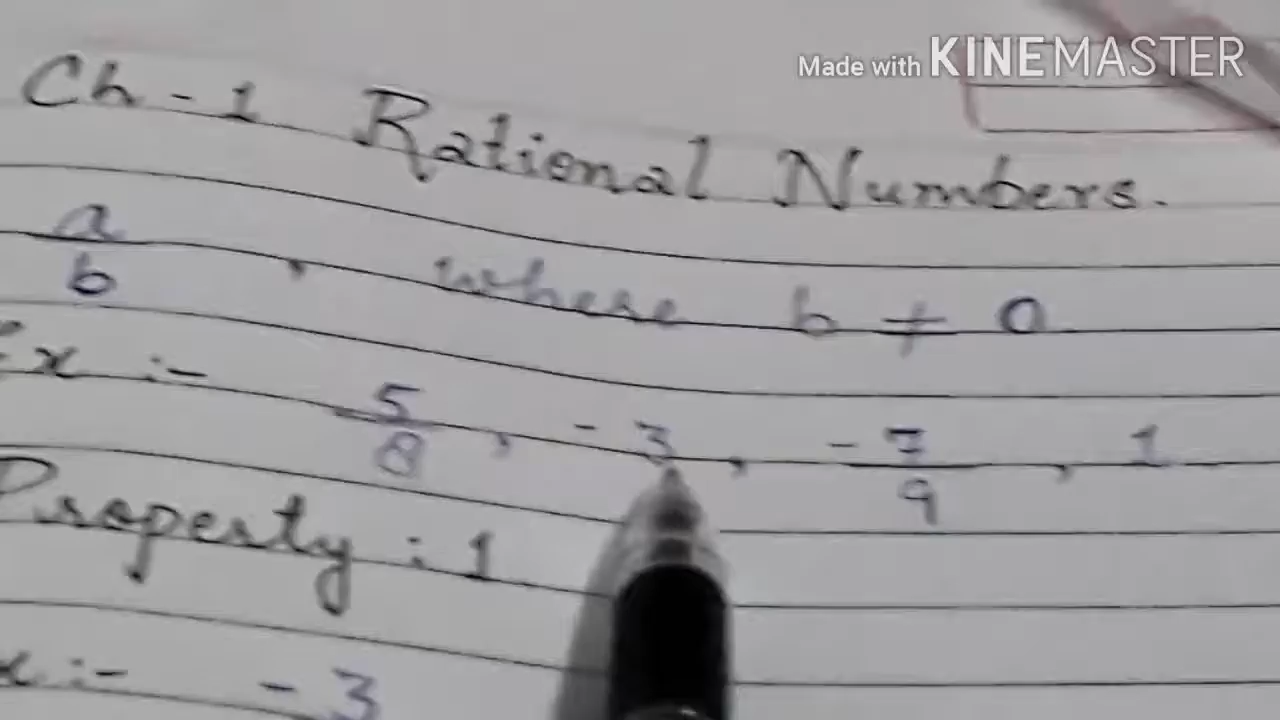 Made with KINEMASTER
Ch - 1 Rational Numbers.
a/b , where b ≠ 0
Ex :- 5/8 , - 3 , - 7/9 , 1
Property : 1
x :- - 3